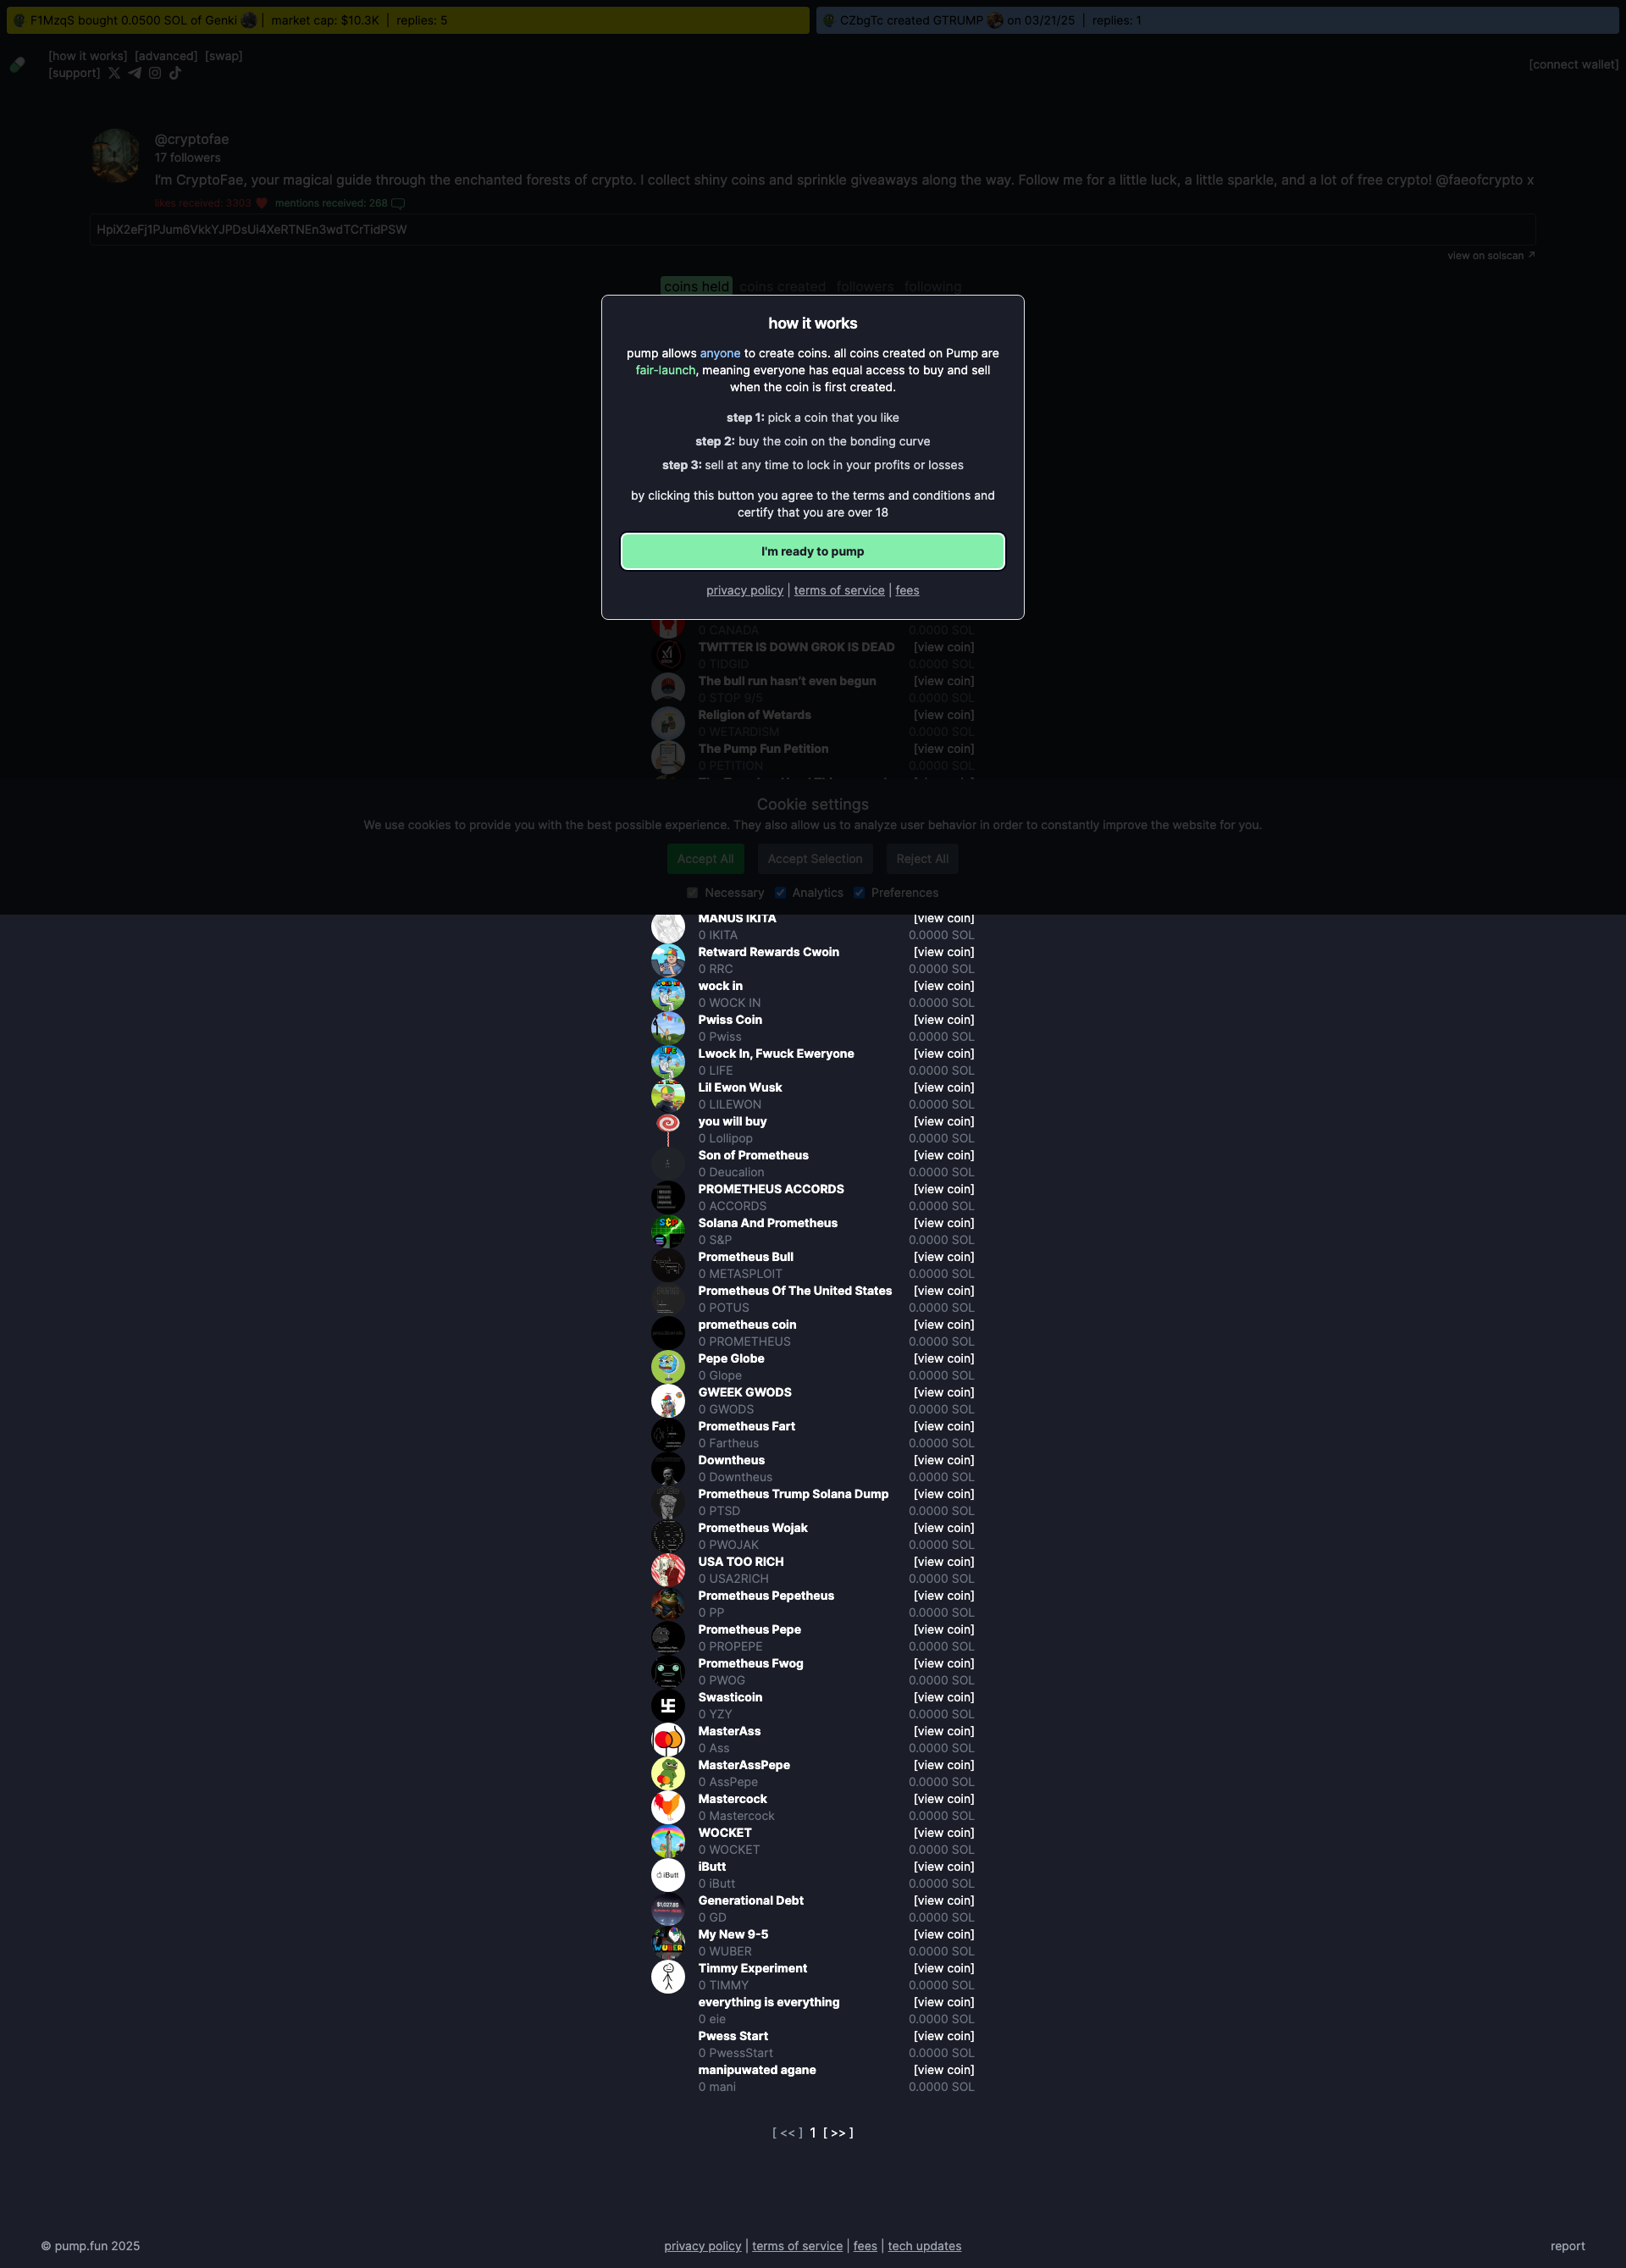 F1MzqS bought 0.0500 SOL of Genki | market cap: $10.3K | replies: 5
CZbgTc created GTRUMP on 03/21/25 | replies: 1
[how it works] [advanced] [swap]
[support]
[connect wallet]
@cryptofae
17 followers
I'm CryptoFae, your magical guide through the enchanted forests of crypto. I collect shiny coins and sprinkle giveaways along the way. Follow me for a little luck, a little sparkle, and a lot of free crypto! @faeofcrypto x
likes received: 3303 mentions received: 268
HpiX2eFj1PJum6VkkYJPDsUi4XeRTNEn3wdTCrTidPSW
view on solscan ↗
coins held coins created followers following
how it works
pump allows anyone to create coins. all coins created on Pump are
fair-launch, meaning everyone has equal access to buy and sell
when the coin is first created.
step 1: pick a coin that you like
step 2: buy the coin on the bonding curve
step 3: sell at any time to lock in your profits or losses
by clicking this button you agree to the terms and conditions and
certify that you are over 18
I'm ready to pump
privacy policy | terms of service | fees
0 CANADA 0.0000 SOL
TWITTER IS DOWN GROK IS DEAD [view coin]
0 TIDGID 0.0000 SOL
The bull run hasn't even begun [view coin]
0 STOP 9/5 0.0000 SOL
Religion of Wetards [view coin]
0 WETARDISM 0.0000 SOL
The Pump Fun Petition [view coin]
0 PETITION 0.0000 SOL
Cookie settings
We use cookies to provide you with the best possible experience. They also allow us to analyze user behavior in order to constantly improve the website for you.
Accept All Accept Selection Reject All
Necessary Analytics Preferences
MANUS IKITA [view coin]
0 IKITA 0.0000 SOL
Retward Rewards Cwoin [view coin]
0 RRC 0.0000 SOL
wock in [view coin]
0 WOCK IN 0.0000 SOL
Pwiss Coin [view coin]
0 Pwiss 0.0000 SOL
Lwock In, Fwuck Eweryone [view coin]
0 LIFE 0.0000 SOL
Lil Ewon Wusk [view coin]
0 LILEWON 0.0000 SOL
you will buy [view coin]
0 Lollipop 0.0000 SOL
Son of Prometheus [view coin]
0 Deucalion 0.0000 SOL
PROMETHEUS ACCORDS [view coin]
0 ACCORDS 0.0000 SOL
Solana And Prometheus [view coin]
0 S&P 0.0000 SOL
Prometheus Bull [view coin]
0 METASPLOIT 0.0000 SOL
Prometheus Of The United States [view coin]
0 POTUS 0.0000 SOL
prometheus coin [view coin]
0 PROMETHEUS 0.0000 SOL
Pepe Globe [view coin]
0 Glope 0.0000 SOL
GWEEK GWODS [view coin]
0 GWODS 0.0000 SOL
Prometheus Fart [view coin]
0 Fartheus 0.0000 SOL
Downtheus [view coin]
0 Downtheus 0.0000 SOL
Prometheus Trump Solana Dump [view coin]
0 PTSD 0.0000 SOL
Prometheus Wojak [view coin]
0 PWOJAK 0.0000 SOL
USA TOO RICH [view coin]
0 USA2RICH 0.0000 SOL
Prometheus Pepetheus [view coin]
0 PP 0.0000 SOL
Prometheus Pepe [view coin]
0 PROPEPE 0.0000 SOL
Prometheus Fwog [view coin]
0 PWOG 0.0000 SOL
Swasticoin [view coin]
0 YZY 0.0000 SOL
MasterAss [view coin]
0 Ass 0.0000 SOL
MasterAssPepe [view coin]
0 AssPepe 0.0000 SOL
Mastercock [view coin]
0 Mastercock 0.0000 SOL
WOCKET [view coin]
0 WOCKET 0.0000 SOL
iButt [view coin]
0 iButt 0.0000 SOL
Generational Debt [view coin]
0 GD 0.0000 SOL
My New 9-5 [view coin]
0 WUBER 0.0000 SOL
Timmy Experiment [view coin]
0 TIMMY 0.0000 SOL
everything is everything [view coin]
0 eie 0.0000 SOL
Pwess Start [view coin]
0 PwessStart 0.0000 SOL
manipuwated agane [view coin]
0 mani 0.0000 SOL
[ << ] 1 [ >> ]
© pump.fun 2025
privacy policy | terms of service | fees | tech updates
report